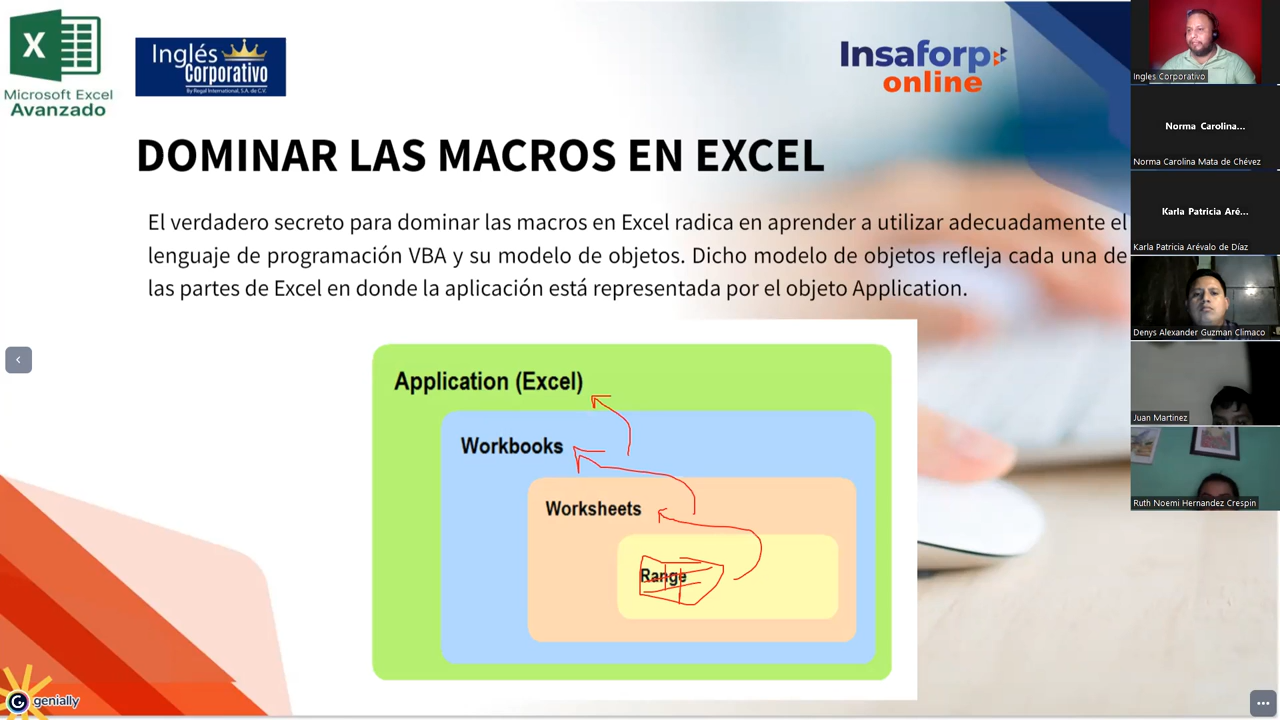 Microsoft Excel
Avanzado
Inglés
Corporativo
By Regal International, S.A. de C.V.
Insaforp
online
DOMINAR LAS MACROS EN EXCEL
El verdadero secreto para dominar las macros en Excel radica en aprender a utilizar adecuadamente el
lenguaje de programación VBA y su modelo de objetos. Dicho modelo de objetos refleja cada una de
las partes de Excel en donde la aplicación está representada por el objeto Application.
Application (Excel)
Workbooks
Worksheets
Range
genially
Ingles Corporativo
Norma Carolina...
Norma Carolina Mata de Chévez
Karla Patricia Aré...
Karla Patricia Arévalo de Díaz
Denys Alexander Guzman Climaco
Juan Martinez
Ruth Noemi Hernandez Crespin